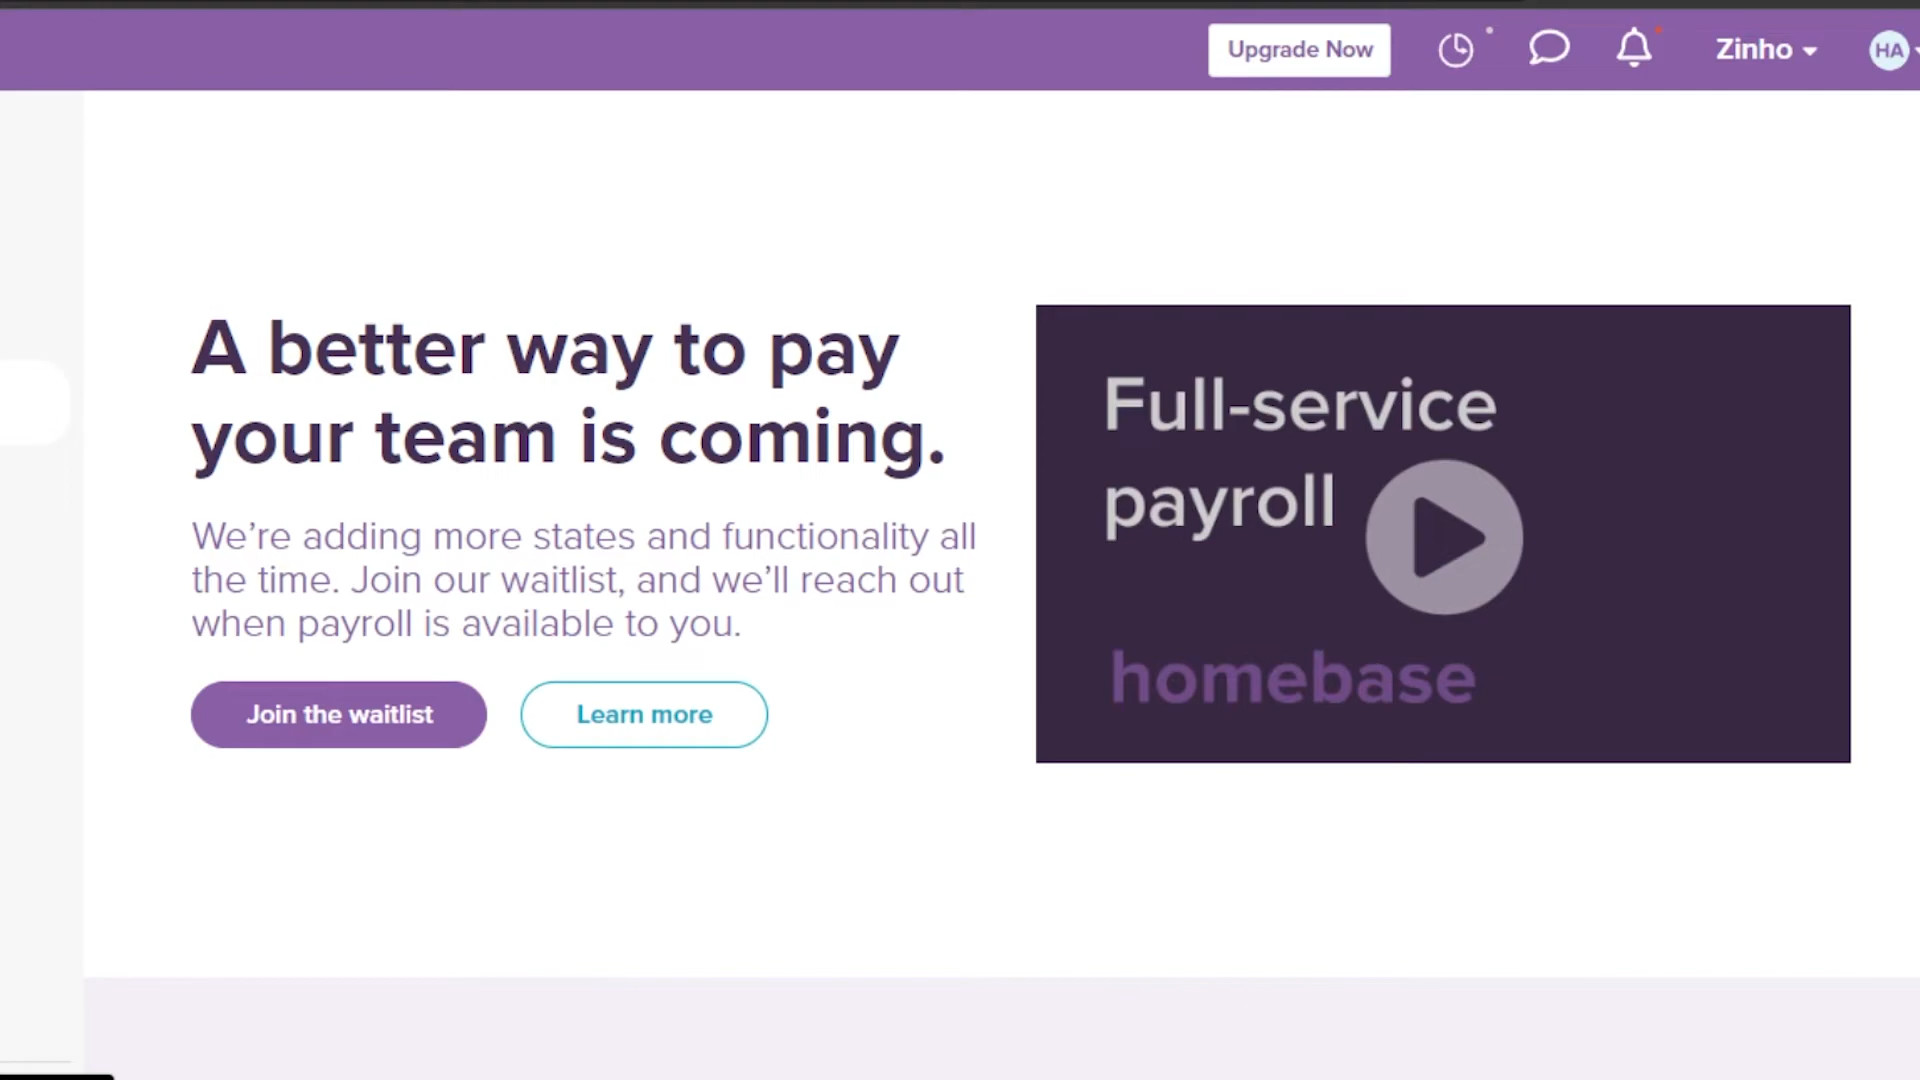 Upgrade Now
Zinho
HA
A better way to pay
your team is coming.
We’re adding more states and functionality all
the time. Join our waitlist, and we’ll reach out
when payroll is available to you.
Join the waitlist
Learn more
Full-service
payroll
homebase